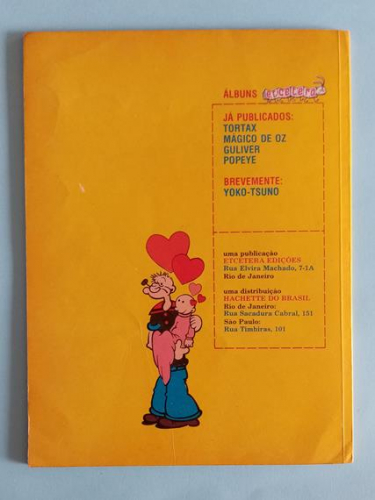 ÁLBUNS etcetera
JÁ PUBLICADOS:
TORTAX
MÁGICO DE OZ
GULIVER
POPEYE
BREVEMENTE:
YOKO-TSUNO
uma publicação
ETCETERA EDIÇÕES
Rua Elvira Machado, 7-1A
Rio de Janeiro
uma distribuição
HACHETTE DO BRASIL
Rio de Janeiro:
Rua Sacadura Cabral, 151
São Paulo:
Rua Timbiras, 101